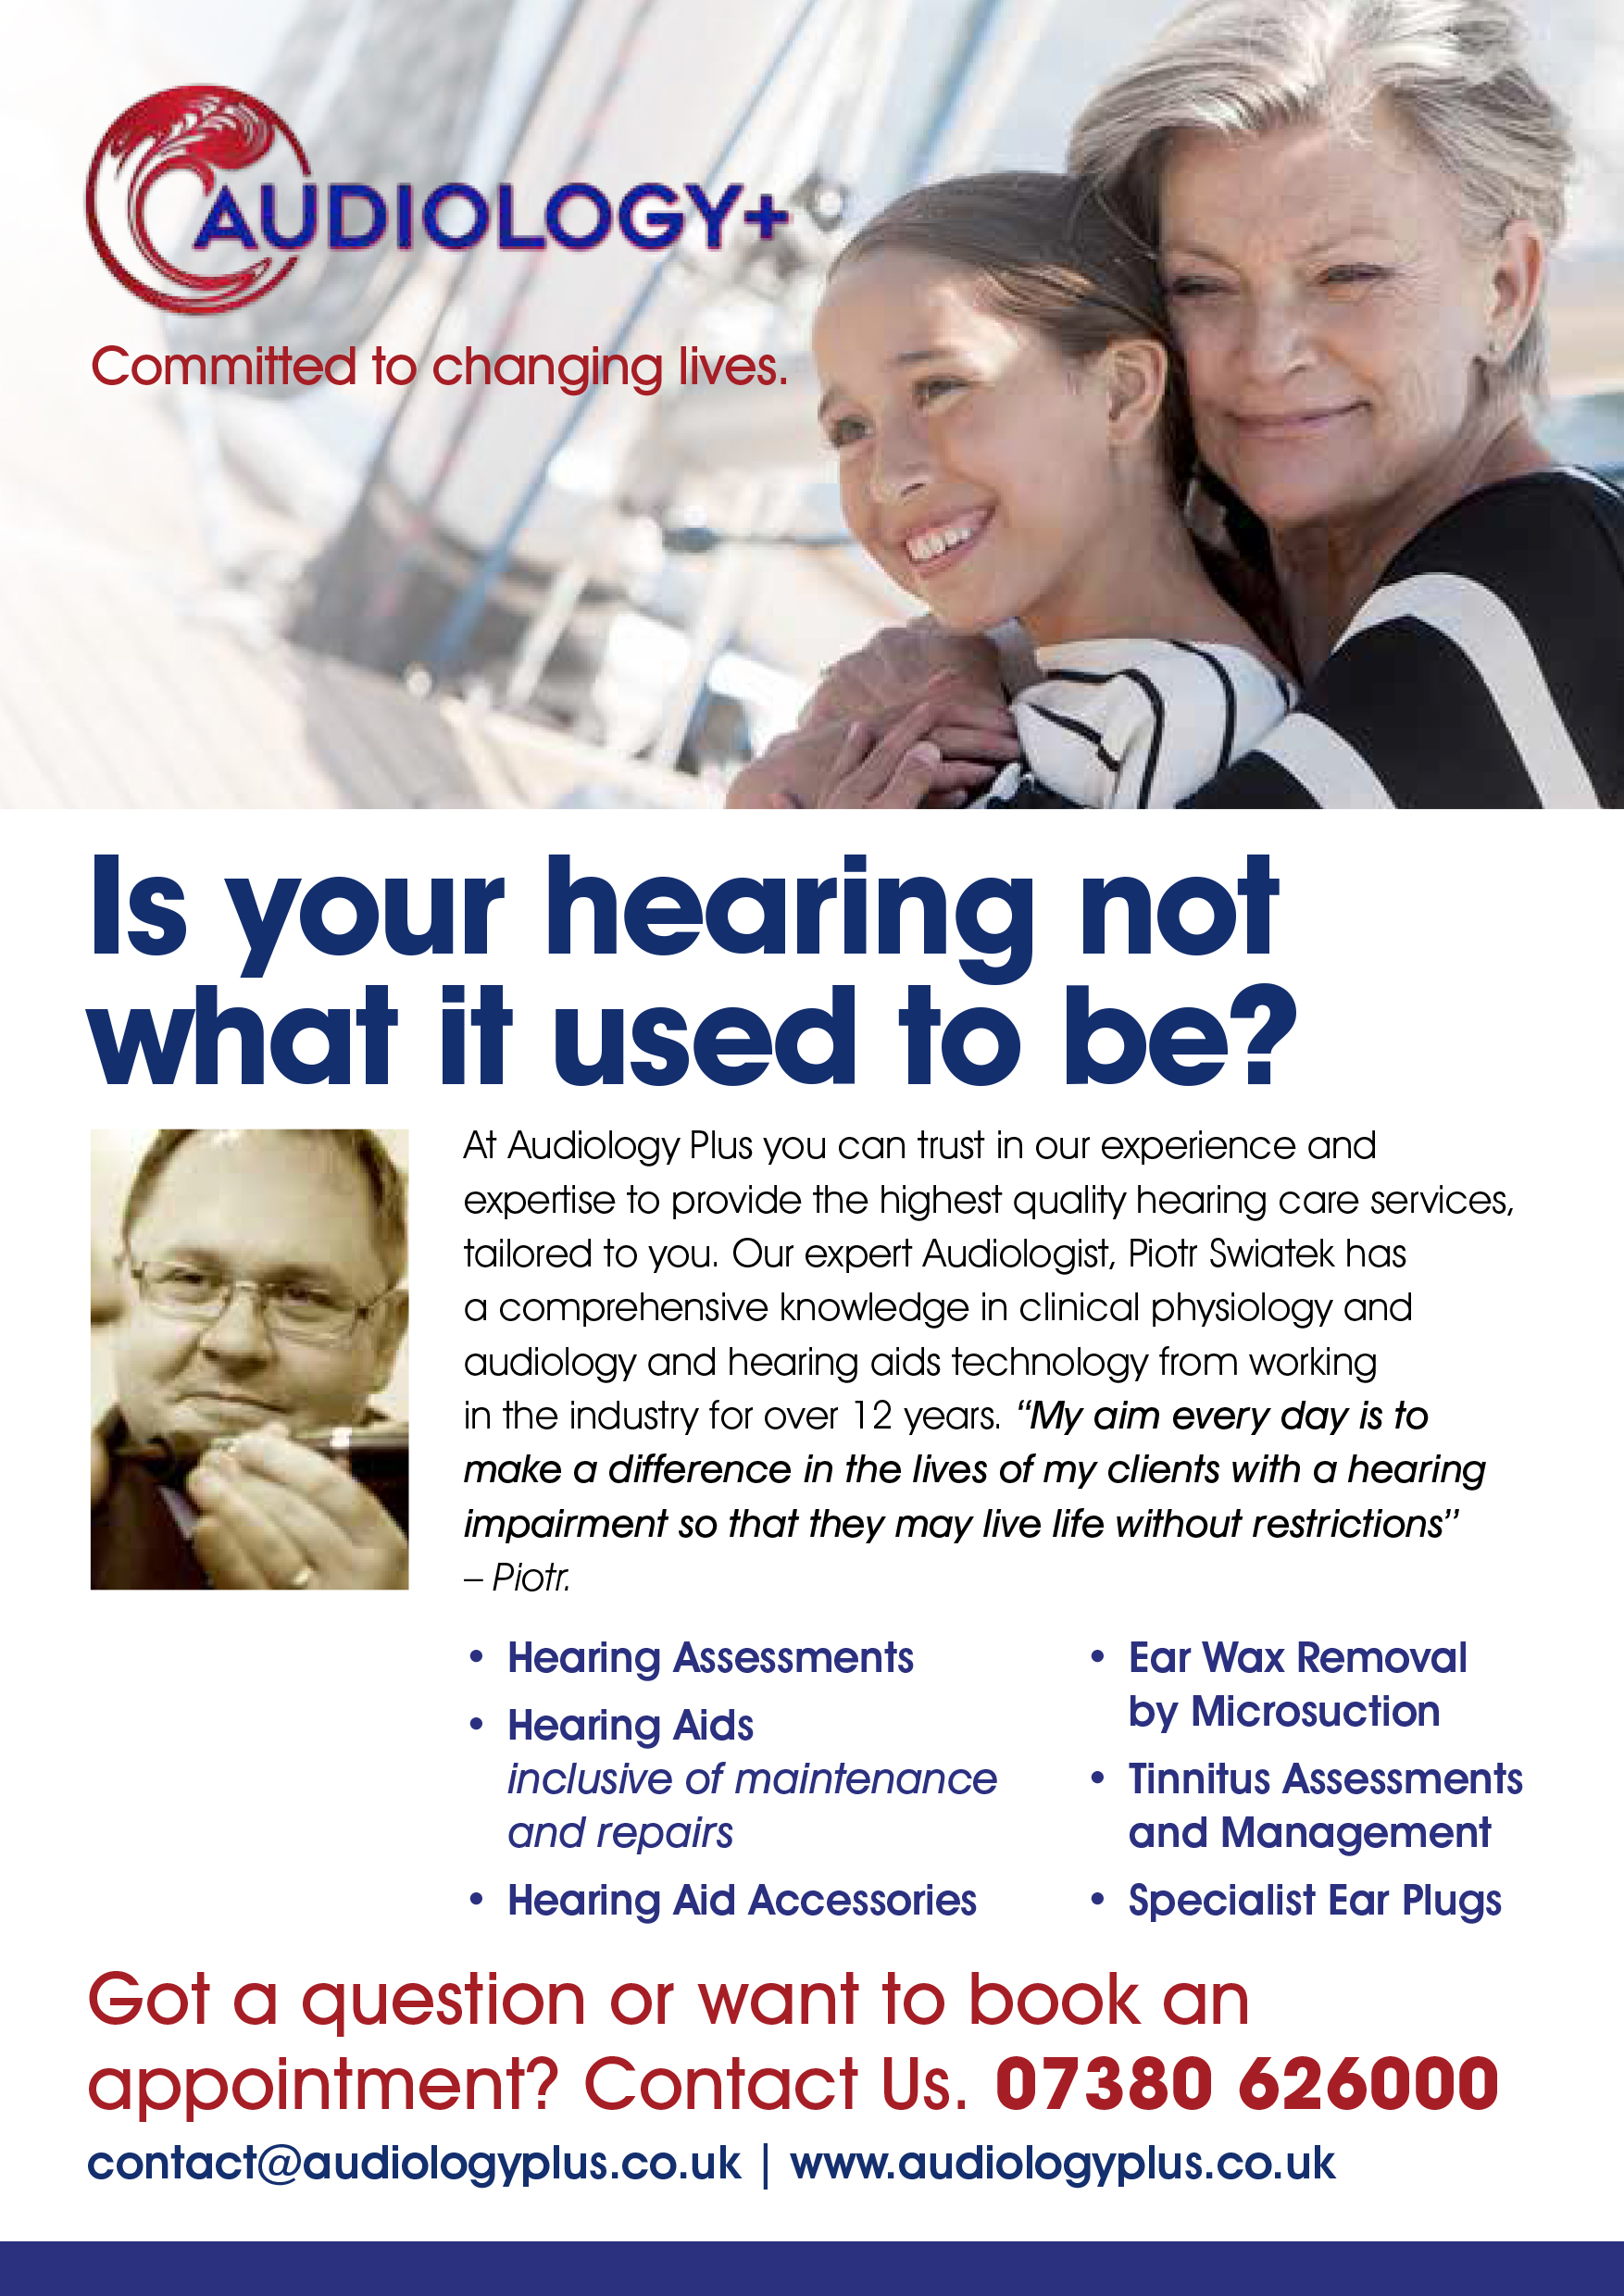 AUDIOLOGY+
Committed to changing lives.
Is your hearing not
what it used to be?
At Audiology Plus you can trust in our experience and
expertise to provide the highest quality hearing care services,
tailored to you. Our expert Audiologist, Piotr Swiatek has
a comprehensive knowledge in clinical physiology and
audiology and hearing aids technology from working
in the industry for over 12 years. “My aim every day is to
make a difference in the lives of my clients with a hearing
impairment so that they may live life without restrictions”
– Piotr.
• Hearing Assessments
• Hearing Aids
inclusive of maintenance
and repairs
• Hearing Aid Accessories
• Ear Wax Removal
by Microsuction
• Tinnitus Assessments
and Management
• Specialist Ear Plugs
Got a question or want to book an
appointment? Contact Us. 07380 626000
contact@audiologyplus.co.uk | www.audiologyplus.co.uk